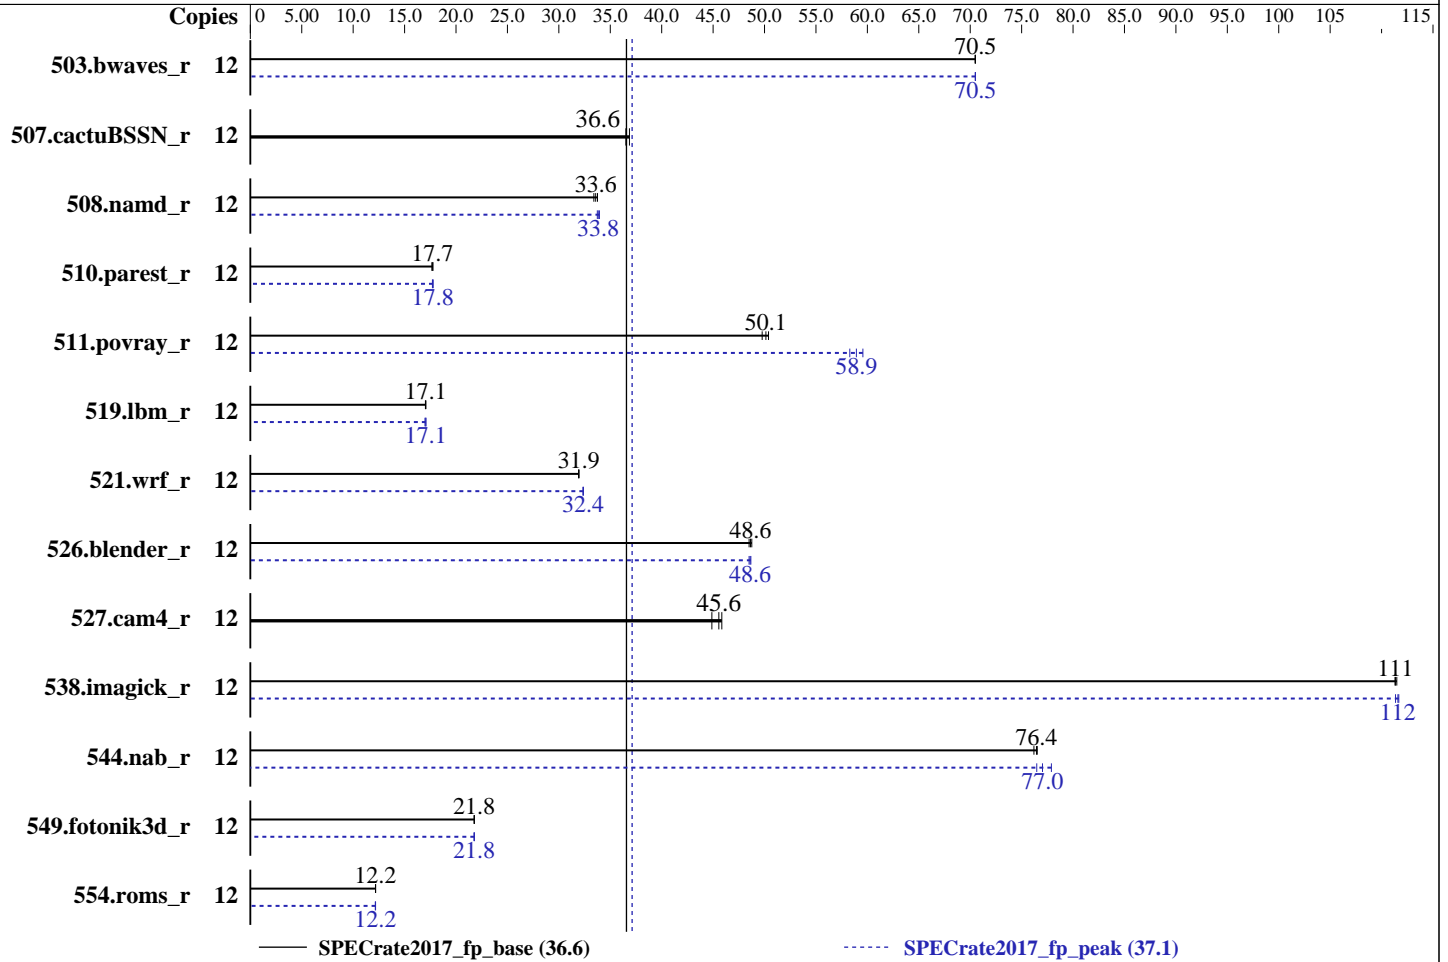 Copies 0 5.00 10.0 15.0 20.0 25.0 30.0 35.0 40.0 45.0 50.0 55.0 60.0 65.0 70.0 75.0 80.0 85.0 90.0 95.0 100 105 115
70.5
503.bwaves_r 12
70.5
36.6
507.cactuBSSN_r 12
33.6
508.namd_r 12
33.8
17.7
510.parest_r 12
17.8
50.1
511.povray_r 12
58.9
17.1
519.lbm_r 12
17.1
31.9
521.wrf_r 12
32.4
48.6
526.blender_r 12
48.6
45.6
527.cam4_r 12
111
538.imagick_r 12
112
76.4
544.nab_r 12
77.0
21.8
549.fotonik3d_r 12
21.8
12.2
554.roms_r 12
12.2
SPECrate2017_fp_base (36.6) SPECrate2017_fp_peak (37.1)